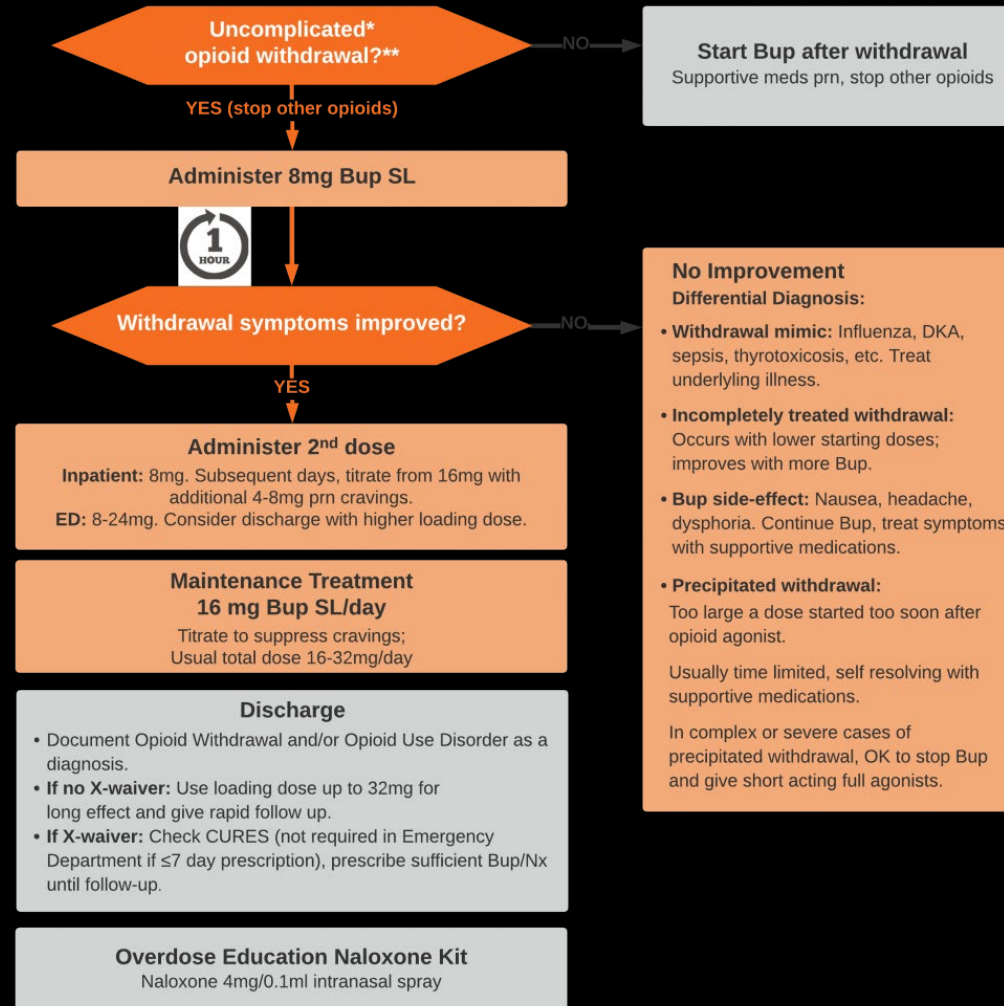 Uncomplicated*
opioid withdrawal?**
NO
Start Bup after withdrawal
Supportive meds prn, stop other opioids
YES (stop other opioids)
Administer 8mg Bup SL
1
HOUR
Withdrawal symptoms improved?
NO
No Improvement
Differential Diagnosis:
• Withdrawal mimic: Influenza, DKA,
sepsis, thyrotoxicosis, etc. Treat
underlyling illness.
• Incompletely treated withdrawal:
Occurs with lower starting doses;
improves with more Bup.
• Bup side-effect: Nausea, headache,
dysphoria. Continue Bup, treat symptoms
with supportive medications.
• Precipitated withdrawal:
Too large a dose started too soon after
opioid agonist.
Usually time limited, self resolving with
supportive medications.
In complex or severe cases of
precipitated withdrawal, OK to stop Bup
and give short acting full agonists.
YES
Administer 2nd dose
Inpatient: 8mg. Subsequent days, titrate from 16mg with
additional 4-8mg prn cravings.
ED: 8-24mg. Consider discharge with higher loading dose.
Maintenance Treatment
16 mg Bup SL/day
Titrate to suppress cravings;
Usual total dose 16-32mg/day
Discharge
• Document Opioid Withdrawal and/or Opioid Use Disorder as a
diagnosis.
• If no X-waiver: Use loading dose up to 32mg for
long effect and give rapid follow up.
• If X-waiver: Check CURES (not required in Emergency
Department if ≤7 day prescription), prescribe sufficient Bup/Nx
until follow-up.
Overdose Education Naloxone Kit
Naloxone 4mg/0.1ml intranasal spray